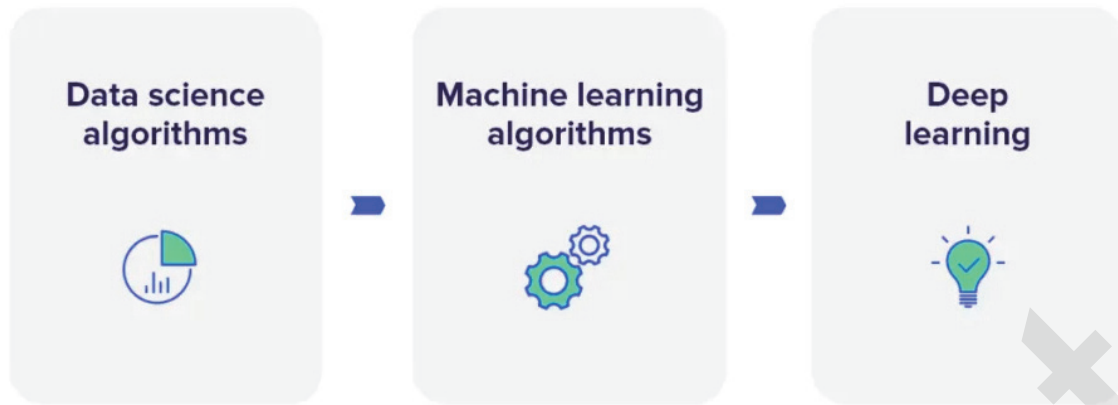 Data science
algorithms
Machine learning
algorithms
Deep
learning